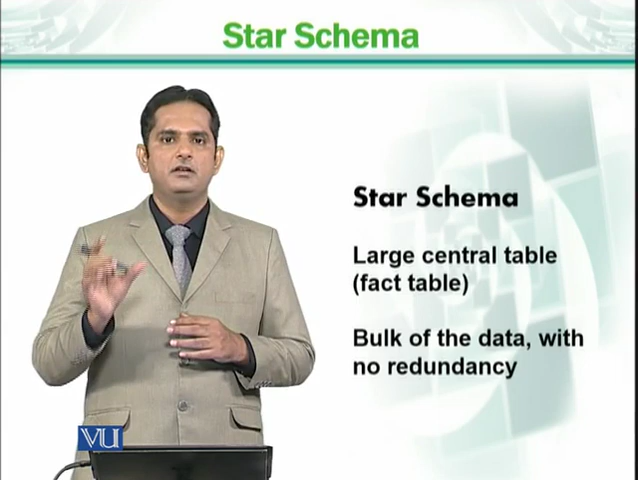 Star Schema
Star Schema
Large central table
(fact table)
Bulk of the data, with
no redundancy
VU